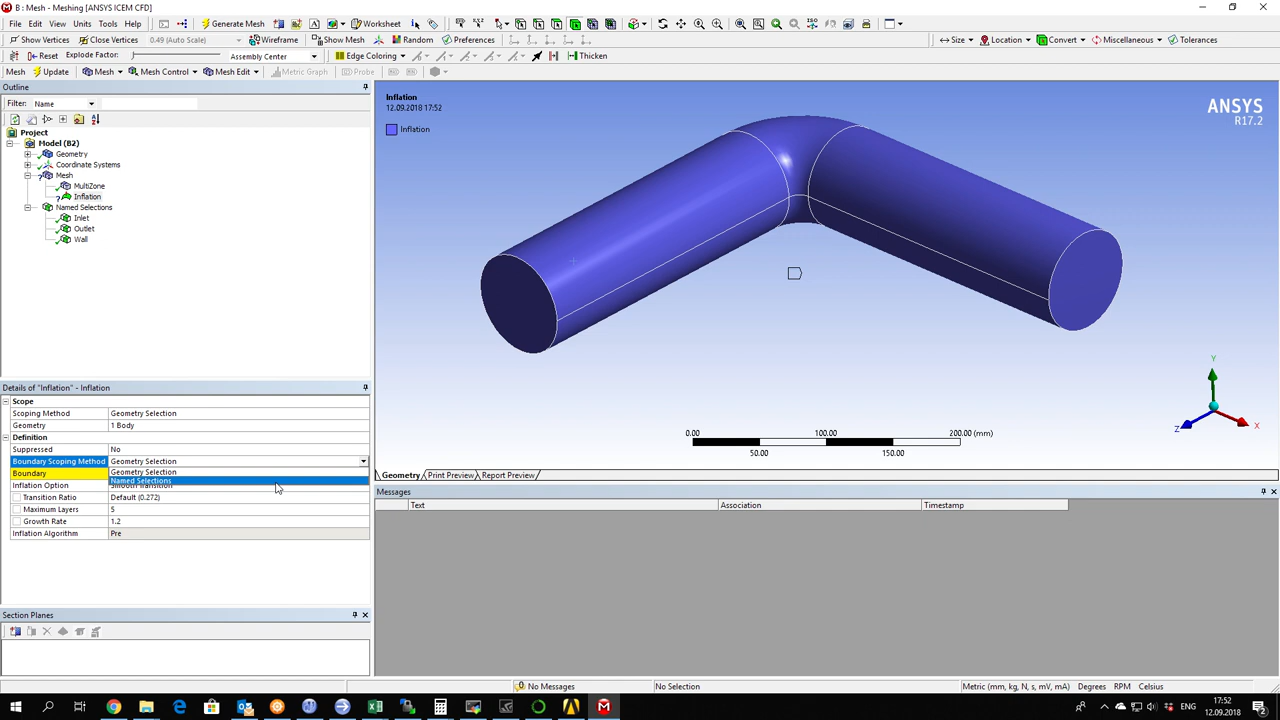 B : Mesh - Meshing [ANSYS ICEM CFD]
File Edit View Units Tools Help Generate Mesh Worksheet
Show Vertices Close Vertices 0.49 (Auto Scale) Wireframe Show Mesh Random Preferences Size Location Convert Miscellaneous Tolerances
Reset Explode Factor: Assembly Center Edge Coloring Thicken
Mesh Update Mesh Mesh Control Mesh Edit Metric Graph Probe
Outline
Filter: Name
Project
Model (B2)
Geometry
Coordinate Systems
Mesh
MultiZone
Inflation
Named Selections
Inlet
Outlet
Wall
Inflation
12.09.2018 17:52
Inflation
ANSYS
R17.2
Y
Z
X
0.00 100.00 200.00 (mm)
50.00 150.00
Details of "Inflation" - Inflation
Scope
Scoping Method Geometry Selection
Geometry 1 Body
Definition
Suppressed No
Boundary Scoping Method Geometry Selection
Boundary Geometry Selection
Named Selections
Inflation Option Smooth Transition
Transition Ratio Default (0.272)
Maximum Layers 5
Growth Rate 1.2
Inflation Algorithm Pre
Geometry Print Preview Report Preview
Messages
Text Association Timestamp
Section Planes
No Messages No Selection Metric (mm, kg, N, s, mV, mA) Degrees RPM Celsius
ENG 17:52
12.09.2018